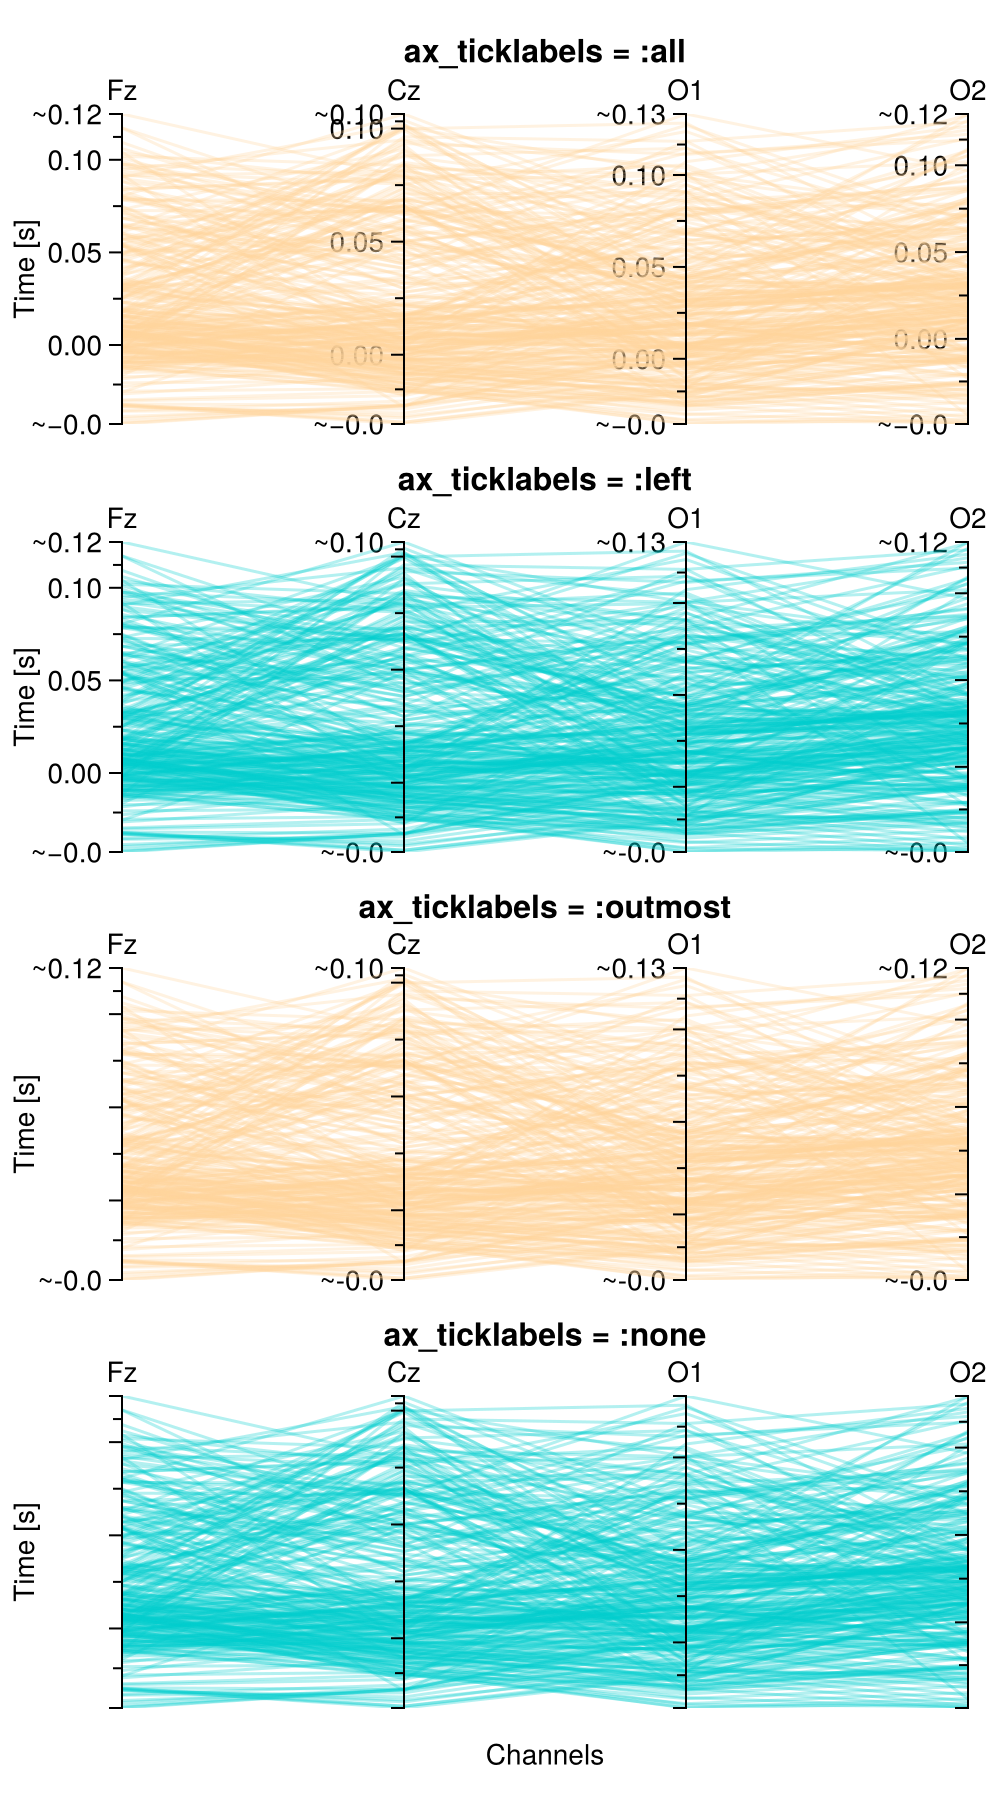 ax_ticklabels = :all
Fz Cz O1 O2
~0.12 ~0.10 ~0.13 ~0.12
0.10 0.10 0.10 0.10
0.05 0.05 0.05 0.05
0.00 0.00 0.00 0.00
~−0.0 ~−0.0 ~−0.0 ~−0.0
Time [s]
ax_ticklabels = :left
Fz Cz O1 O2
~0.12 ~0.10 ~0.13 ~0.12
0.10
0.05
0.00
~−0.0 ~-0.0 ~-0.0 ~-0.0
Time [s]
ax_ticklabels = :outmost
Fz Cz O1 O2
~0.12 ~0.10 ~0.13 ~0.12
Time [s]
~-0.0 ~-0.0 ~-0.0 ~-0.0
ax_ticklabels = :none
Fz Cz O1 O2
Time [s]
Channels